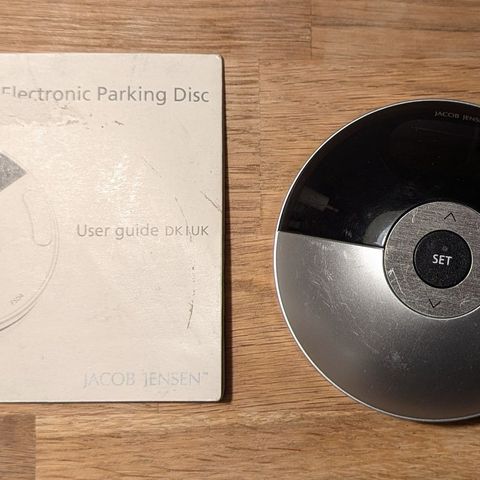 Electronic Parking Disc
User guide DK|UK
JACOB JENSEN™
JACOB JENSEN
SET